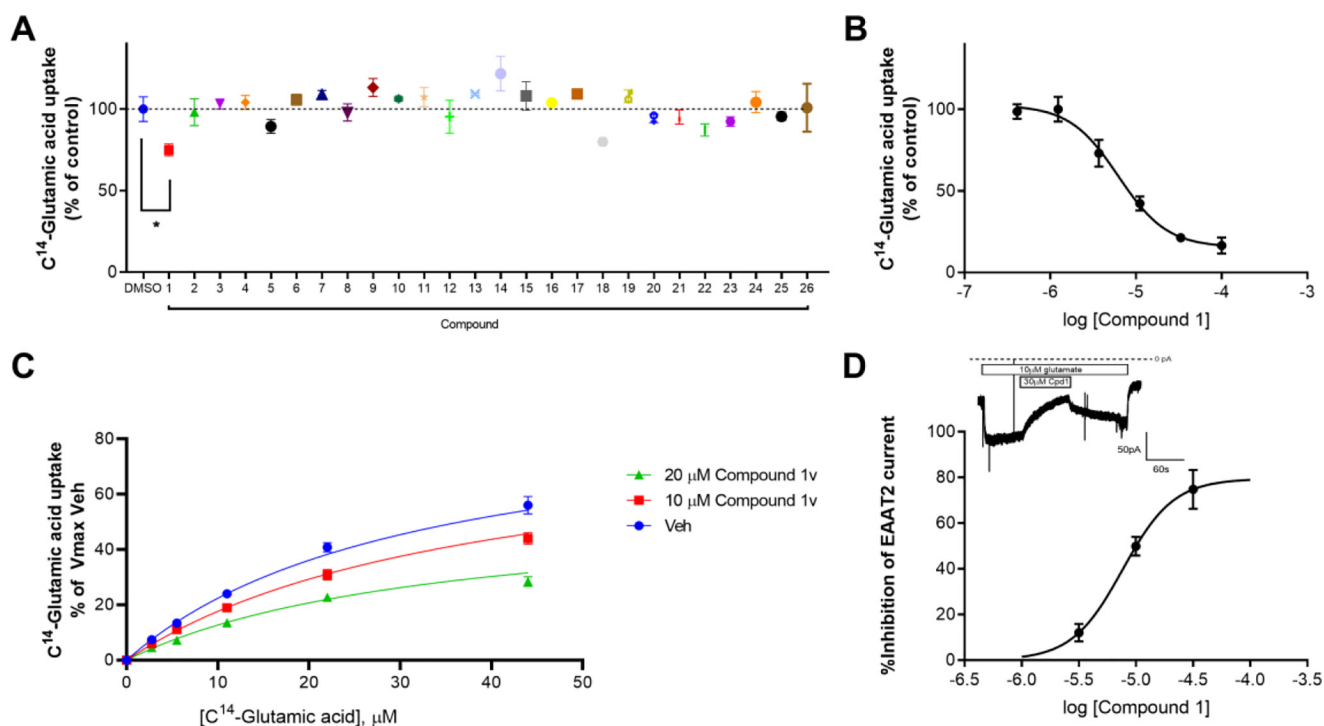 A
C¹⁴-Glutamic acid uptake
(% of control)
100
50
0
*
DMSO 1 2 3 4 5 6 7 8 9 10 11 12 13 14 15 16 17 18 19 20 21 22 23 24 25 26
Compound
B
C¹⁴-Glutamic acid uptake
(% of control)
100
50
0
-7 -6 -5 -4 -3
log [Compound 1]
C
C¹⁴-Glutamic acid uptake
% of Vmax Veh
80
60
40
20
0
0 10 20 30 40 50
[C¹⁴-Glutamic acid], μM
20 μM Compound 1v
10 μM Compound 1v
Veh
D
0 pA
10μM glutamate
30μM Cpd1
50pA
60s
%Inhibition of EAAT2 current
100
80
60
40
20
0
-6.5 -6.0 -5.5 -5.0 -4.5 -4.0 -3.5
log [Compound 1]